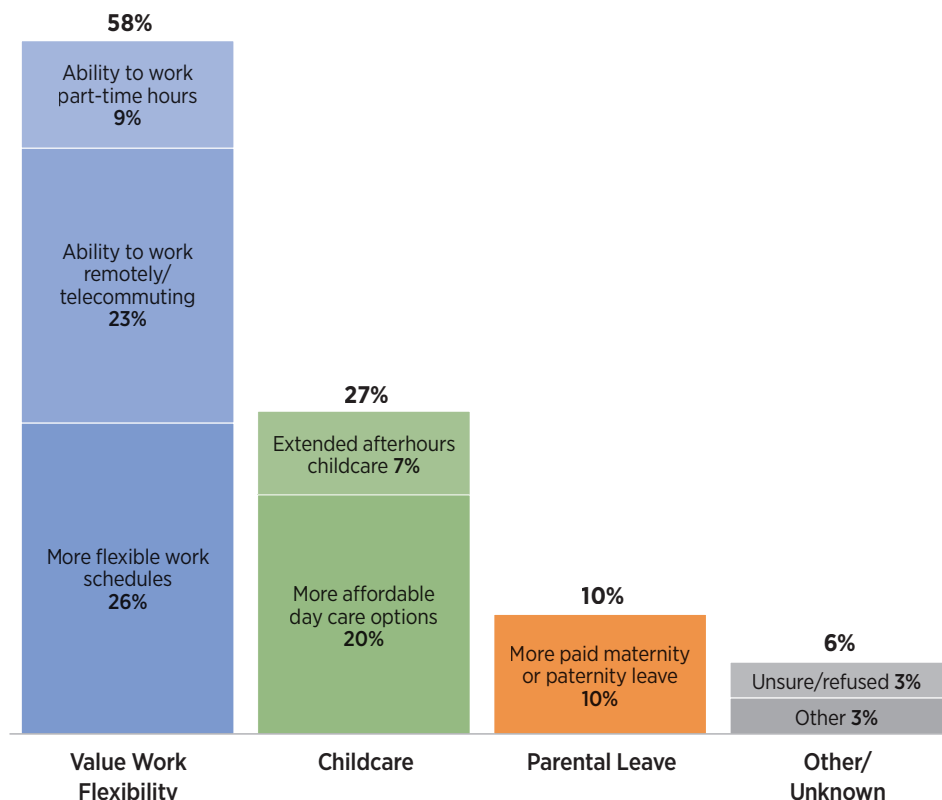 58%
Ability to work
part-time hours
9%
Ability to work
remotely/
telecommuting
23%
More flexible work
schedules
26%
27%
Extended afterhours
childcare 7%
More affordable
day care options
20%
10%
More paid maternity
or paternity leave
10%
6%
Unsure/refused 3%
Other 3%
Value Work
Flexibility
Childcare
Parental Leave
Other/
Unknown